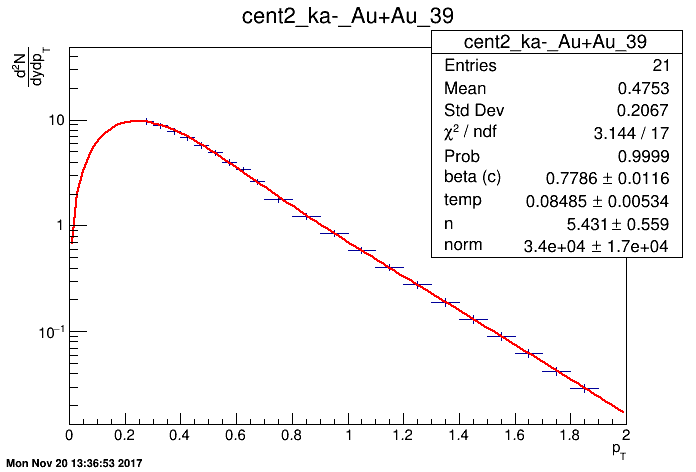 cent2_ka-_Au+Au_39
cent2_ka-_Au+Au_39
Entries 21
Mean 0.4753
Std Dev 0.2067
χ² / ndf 3.144 / 17
Prob 0.9999
beta (c) 0.7786 ± 0.0116
temp 0.08485 ± 0.00534
n 5.431 ± 0.559
norm 3.4e+04 ± 1.7e+04
d²N
dydp_T
10
1
10⁻¹
0 0.2 0.4 0.6 0.8 1 1.2 1.4 1.6 1.8 2
p_T
Mon Nov 20 13:36:53 2017